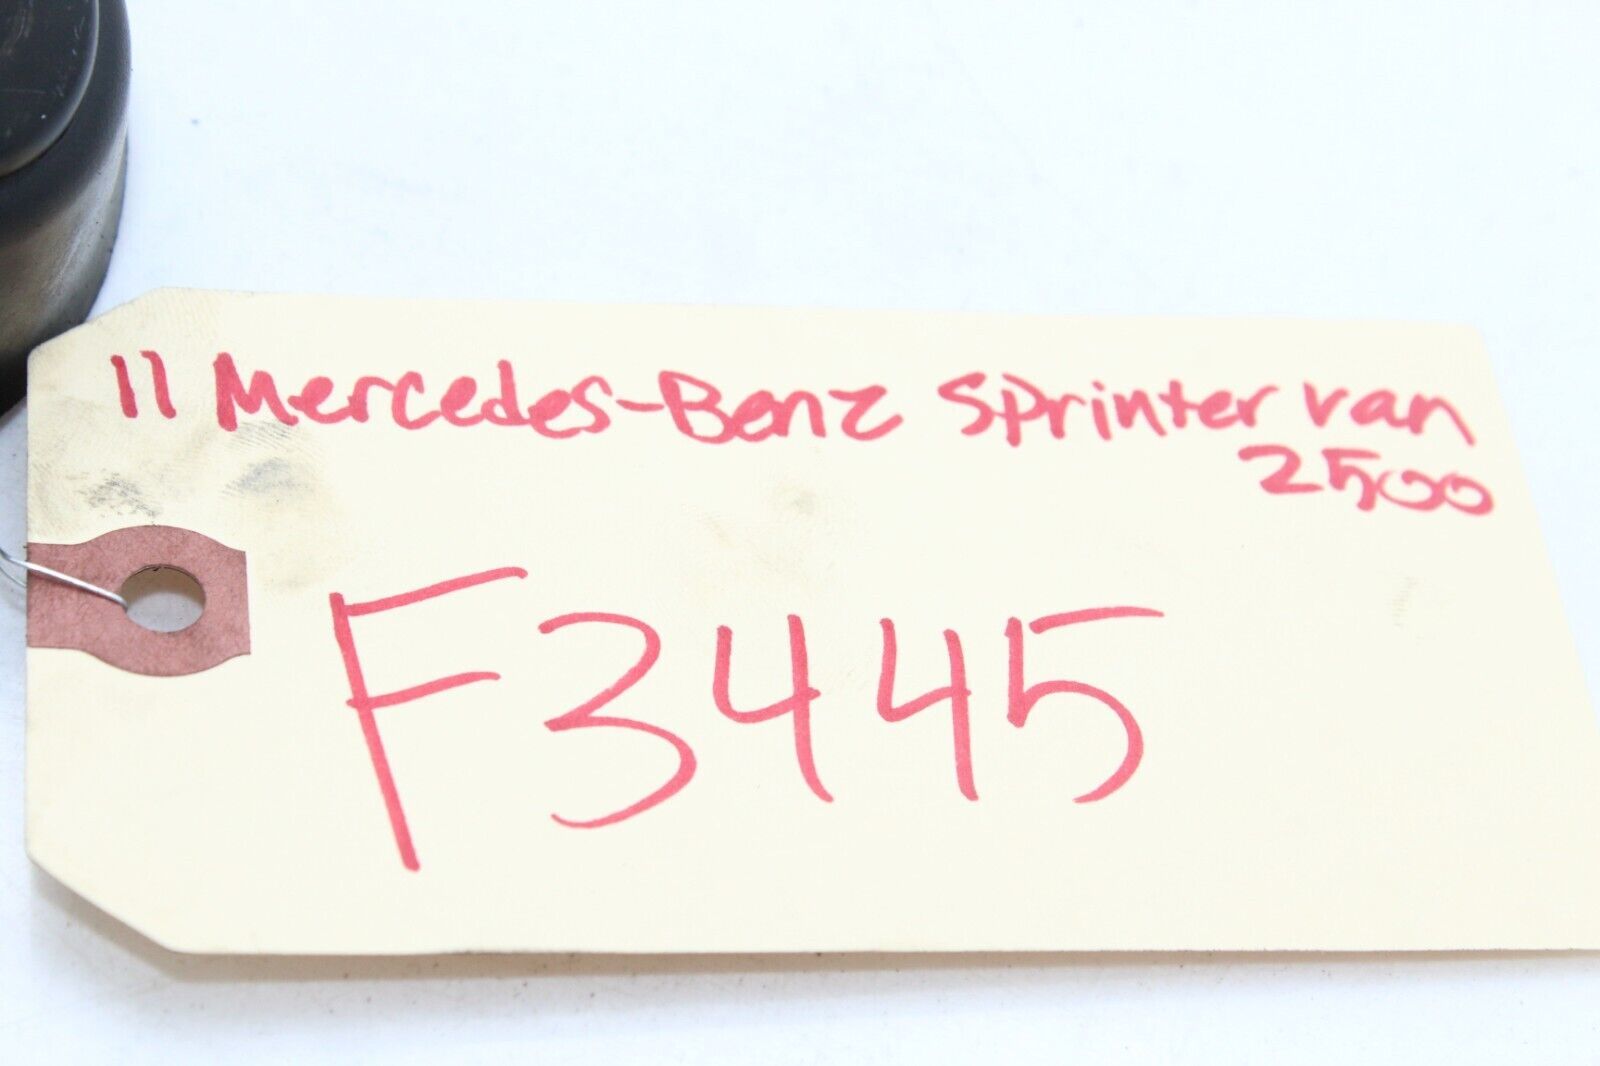 11 Mercedes-Benz Sprinter van
2500
F3445